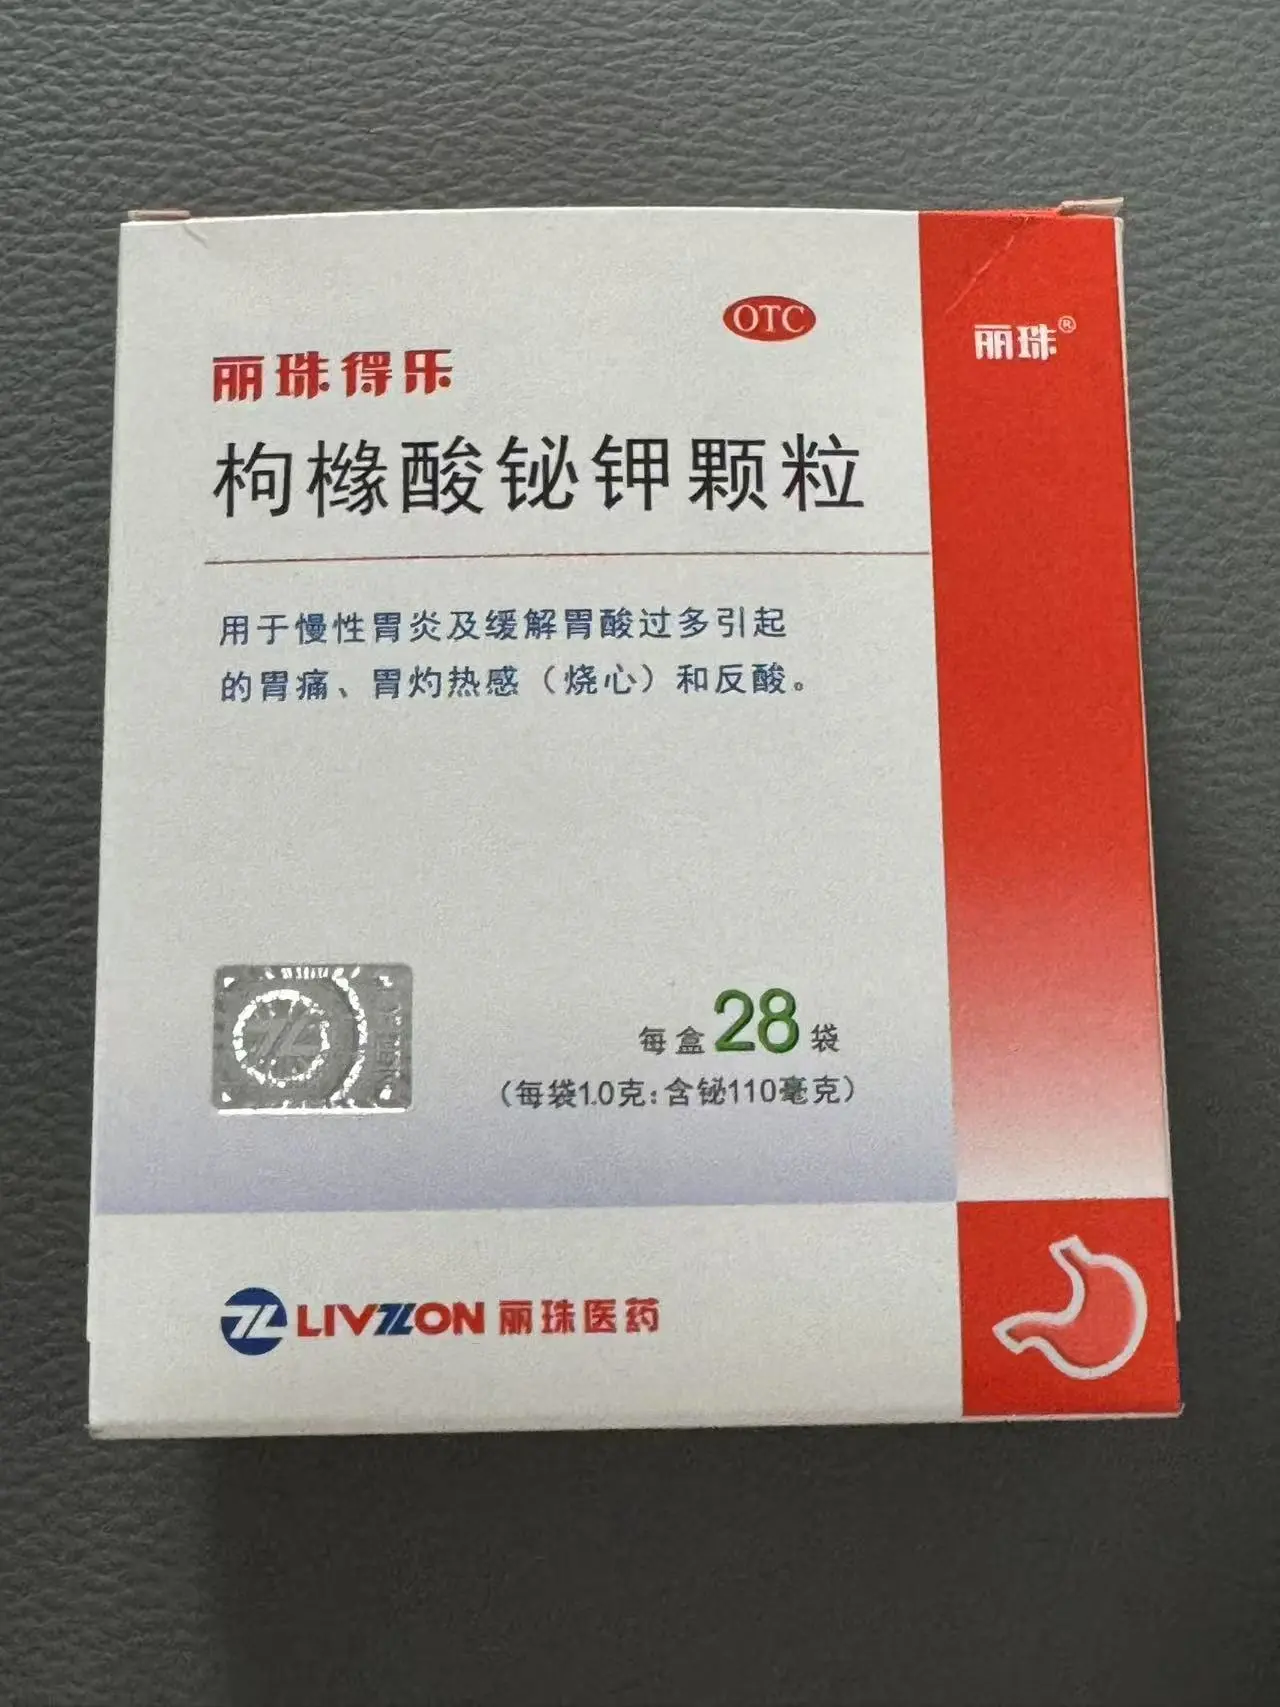 OTC
丽珠®
丽珠得乐
枸橼酸铋钾颗粒
用于慢性胃炎及缓解胃酸过多引起
的胃痛、胃灼热感（烧心）和反酸。
每盒28袋
（每袋1.0克：含铋110毫克）
LIVZON 丽珠医药